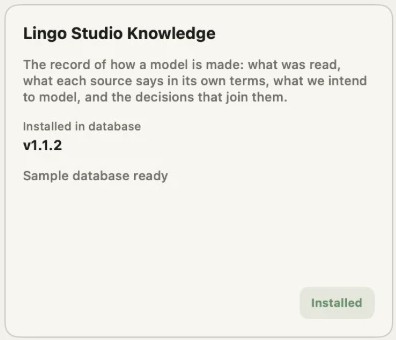 Lingo Studio Knowledge
The record of how a model is made: what was read,
what each source says in its own terms, what we intend
to model, and the decisions that join them.
Installed in database
v1.1.2
Sample database ready
Installed